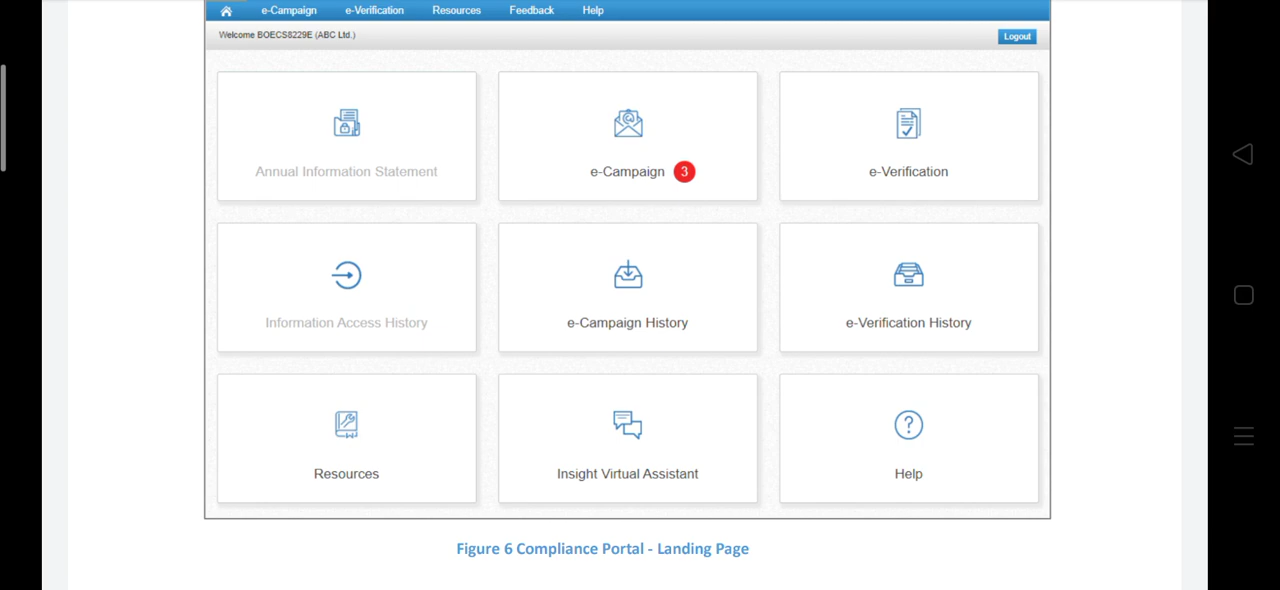 e-Campaign e-Verification Resources Feedback Help
Welcome BOECS8229E (ABC Ltd.) Logout
Annual Information Statement
e-Campaign 3
e-Verification
Information Access History
e-Campaign History
e-Verification History
Resources
Insight Virtual Assistant
Help
Figure 6 Compliance Portal - Landing Page